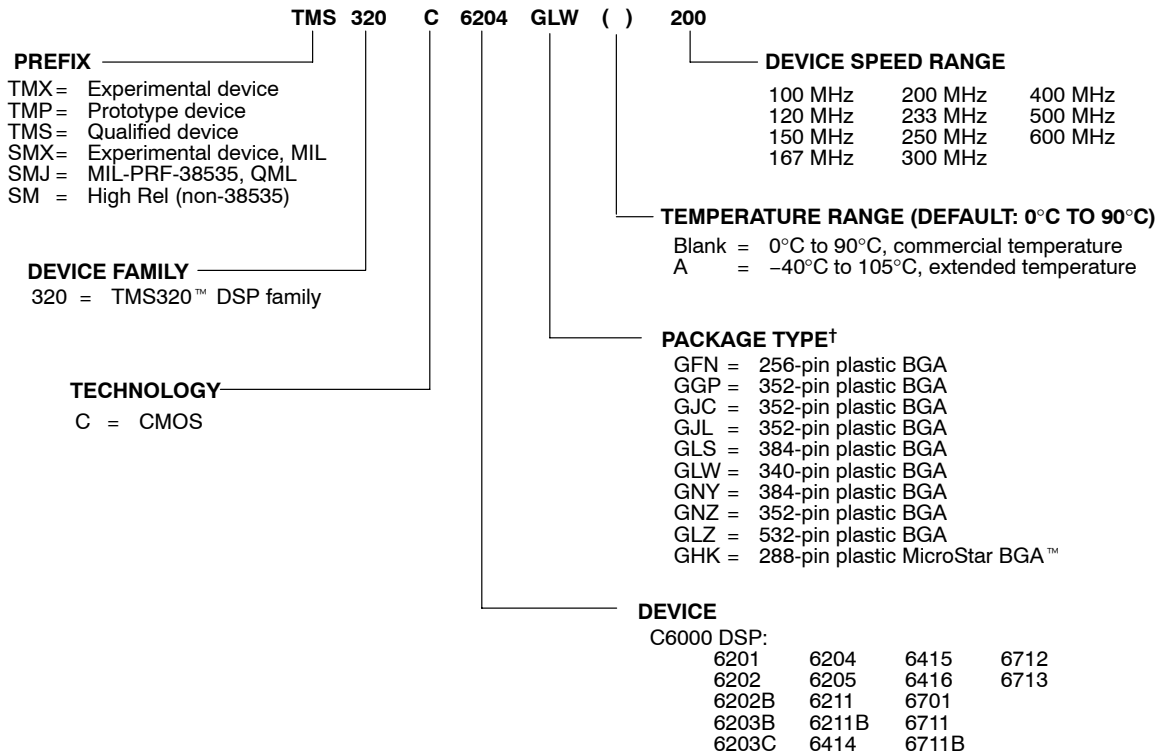 TMS 320 C 6204 GLW ( ) 200
PREFIX
TMX = Experimental device
TMP = Prototype device
TMS = Qualified device
SMX = Experimental device, MIL
SMJ = MIL-PRF-38535, QML
SM = High Rel (non-38535)
DEVICE SPEED RANGE
100 MHz 200 MHz 400 MHz
120 MHz 233 MHz 500 MHz
150 MHz 250 MHz 600 MHz
167 MHz 300 MHz
TEMPERATURE RANGE (DEFAULT: 0°C TO 90°C)
Blank = 0°C to 90°C, commercial temperature
A = −40°C to 105°C, extended temperature
DEVICE FAMILY
320 = TMS320™ DSP family
PACKAGE TYPE†
GFN = 256-pin plastic BGA
GGP = 352-pin plastic BGA
GJC = 352-pin plastic BGA
GJL = 352-pin plastic BGA
GLS = 384-pin plastic BGA
GLW = 340-pin plastic BGA
GNY = 384-pin plastic BGA
GNZ = 352-pin plastic BGA
GLZ = 532-pin plastic BGA
GHK = 288-pin plastic MicroStar BGA™
TECHNOLOGY
C = CMOS
DEVICE
C6000 DSP:
6201 6204 6415 6712
6202 6205 6416 6713
6202B 6211 6701
6203B 6211B 6711
6203C 6414 6711B